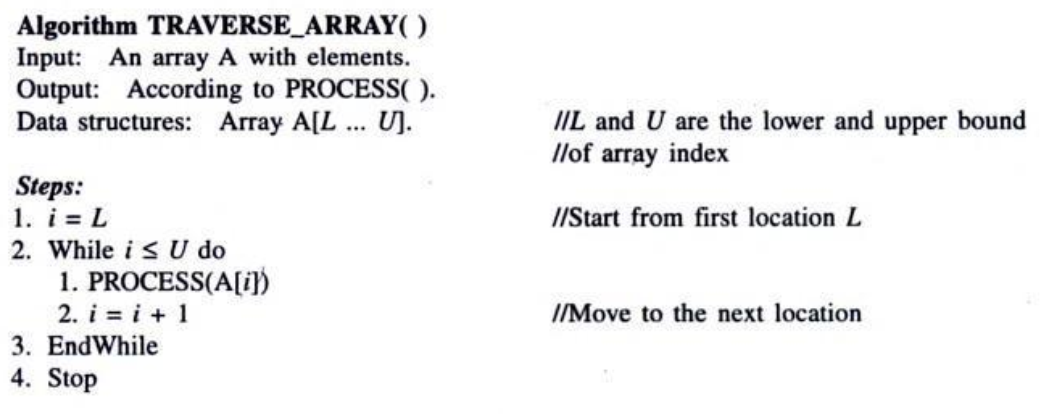 Algorithm TRAVERSE_ARRAY( )
Input: An array A with elements.
Output: According to PROCESS( ).
Data structures: Array A[L ... U]. //L and U are the lower and upper bound
//of array index
Steps:
1. i = L //Start from first location L
2. While i ≤ U do
1. PROCESS(A[i])
2. i = i + 1 //Move to the next location
3. EndWhile
4. Stop